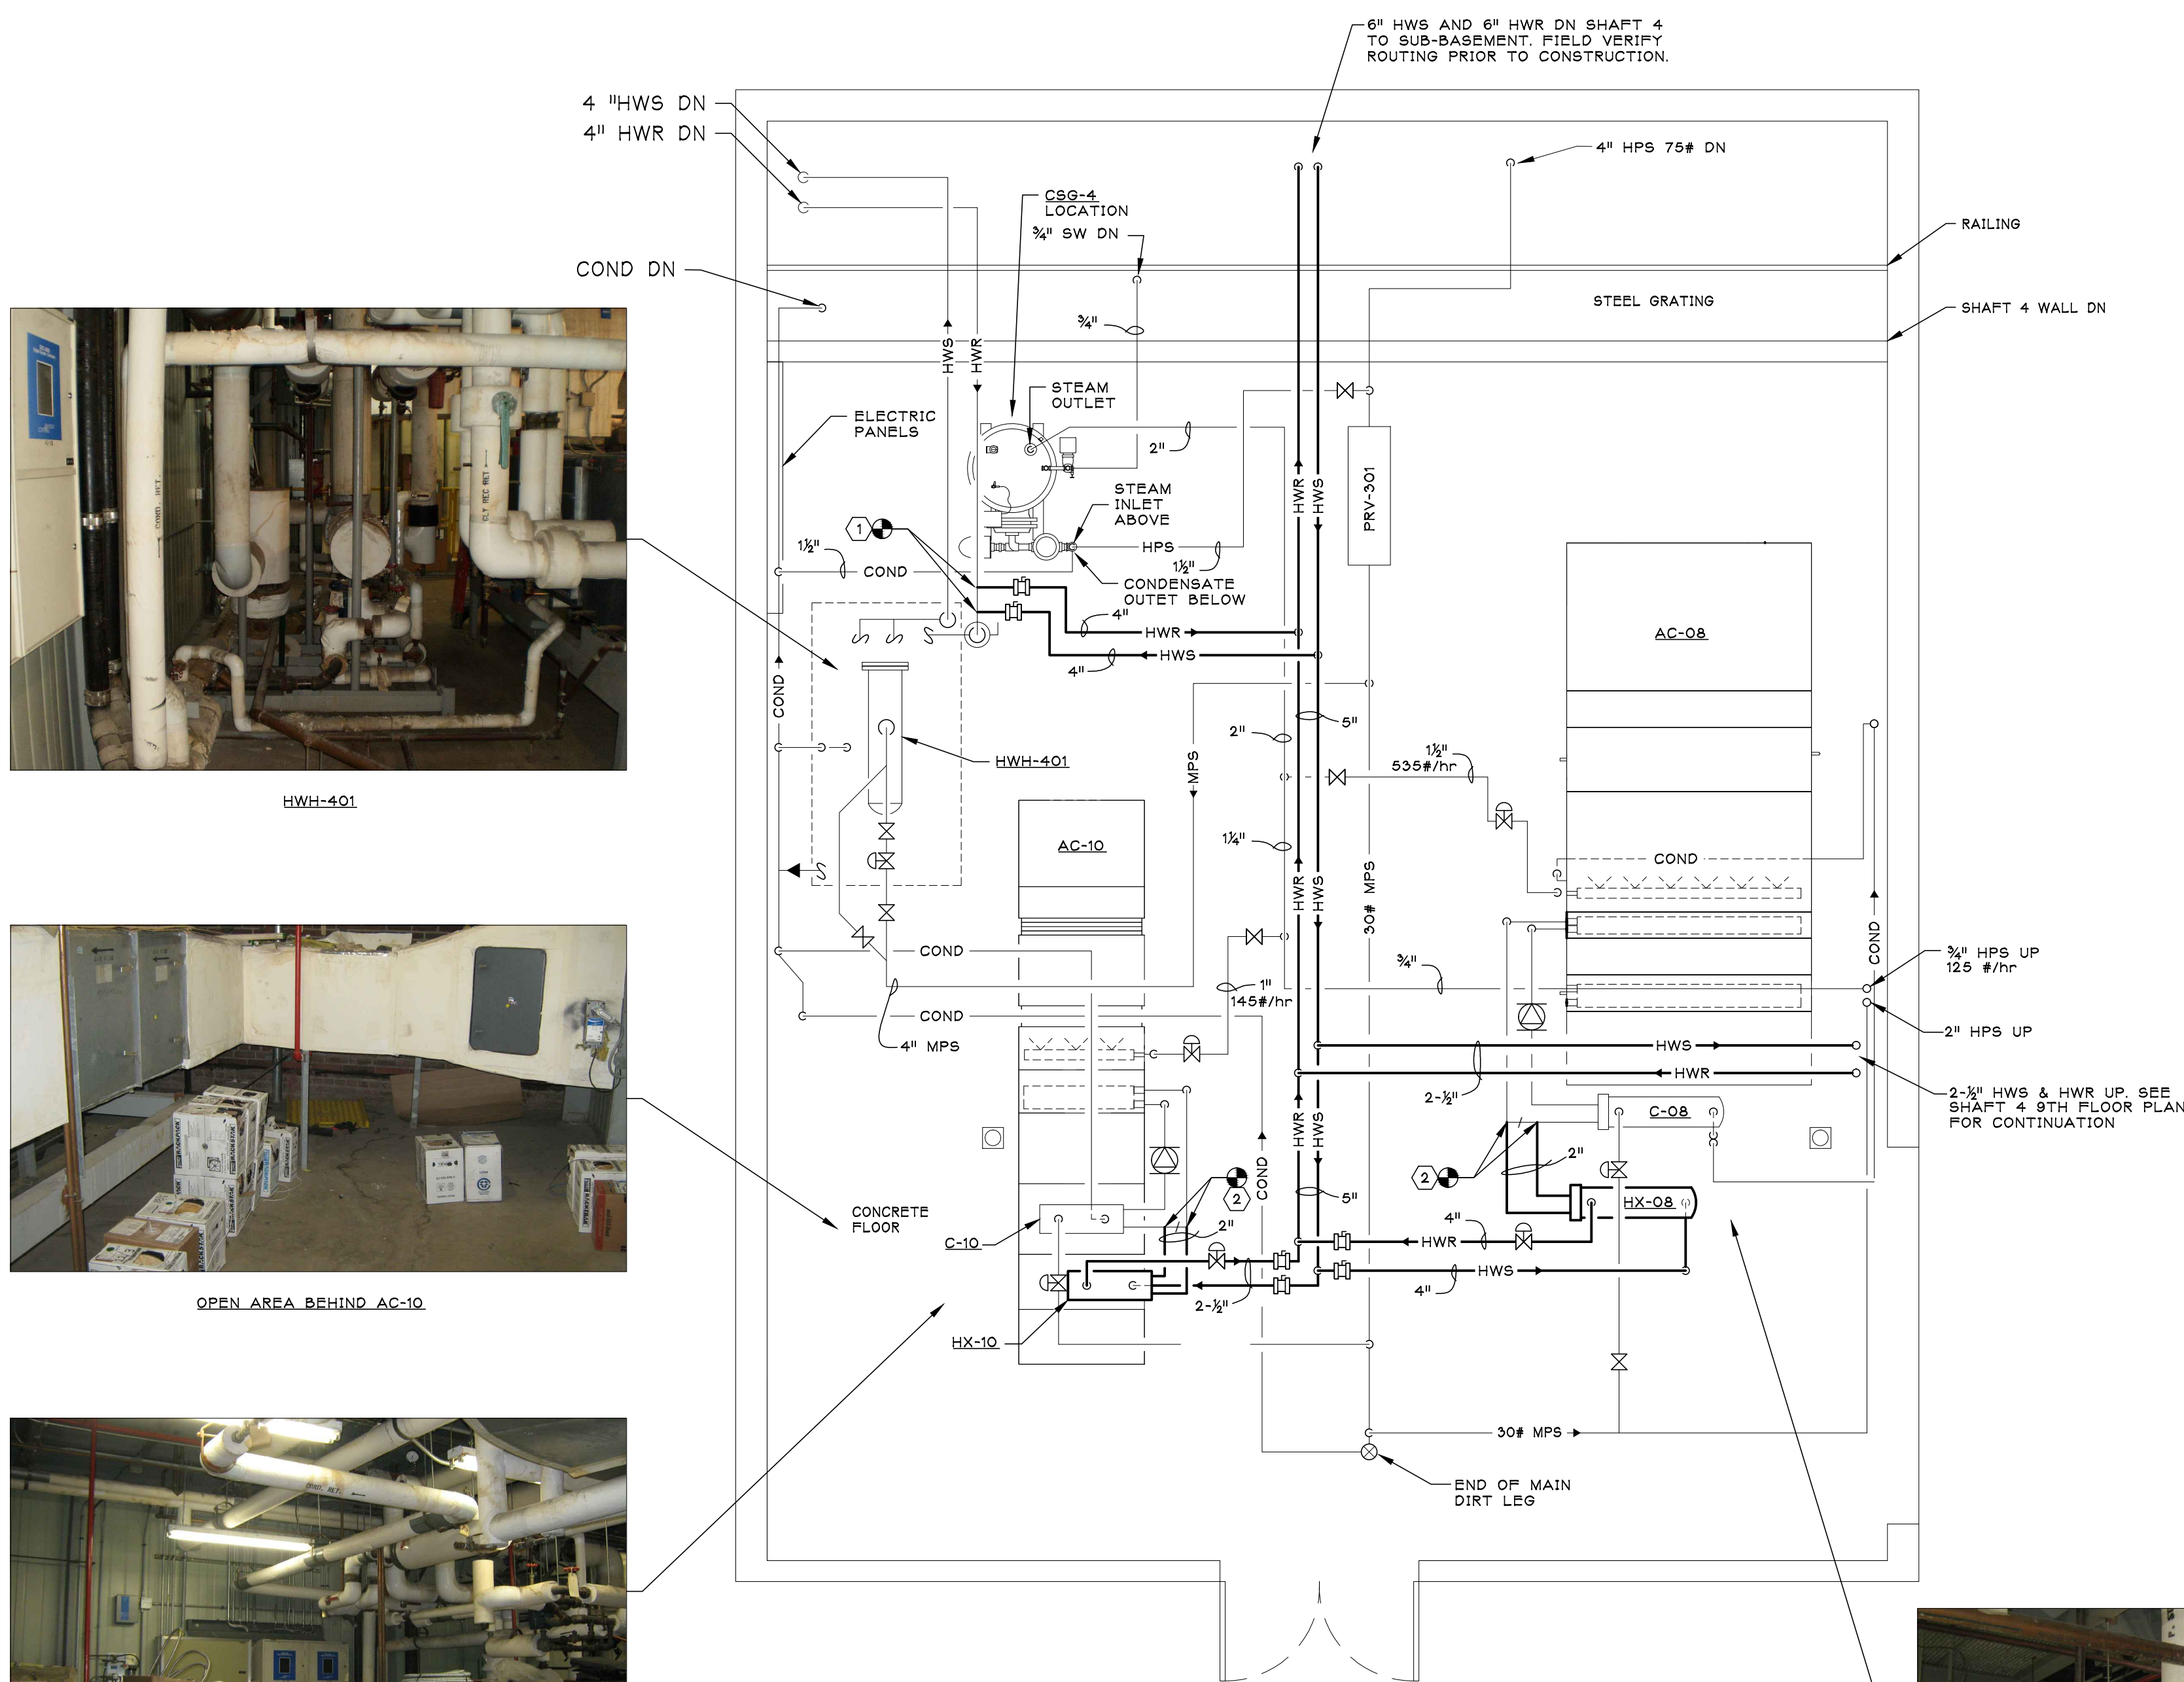 6" HWS AND 6" HWR DN SHAFT 4
TO SUB-BASEMENT. FIELD VERIFY
ROUTING PRIOR TO CONSTRUCTION.
4 "HWS DN
4" HWR DN
4" HPS 75# DN
CSG-4
LOCATION
¾" SW DN
RAILING
COND DN
STEEL GRATING
SHAFT 4 WALL DN
¾"
HWS
HWR
STEAM
OUTLET
ELECTRIC
PANELS
2"
HWR
HWS
PRV-301
STEAM
INLET
ABOVE
1
1½"
COND
HPS
1½"
CONDENSATE
OUTET BELOW
4"
HWR
HWS
4"
AC-08
COND
5"
2"
HWH-401
MPS
1½"
535#/hr
COND. RET.
CLY REC RET
HWH-401
1¼"
AC-10
COND
HWR
HWS
30# MPS
COND
COND
¾"
¾" HPS UP
125 #/hr
1"
145#/hr
COND
2" HPS UP
4" MPS
HWS
HWR
2-½"
2-½" HWS & HWR UP. SEE
SHAFT 4 9TH FLOOR PLAN
FOR CONTINUATION
C-08
HWR
HWS
COND
2"
2
2
5"
HX-08
CONCRETE
FLOOR
2"
C-10
4"
HWR
HWS
4"
2-½"
OPEN AREA BEHIND AC-10
HX-10
30# MPS
END OF MAIN
DIRT LEG
COND. RET.